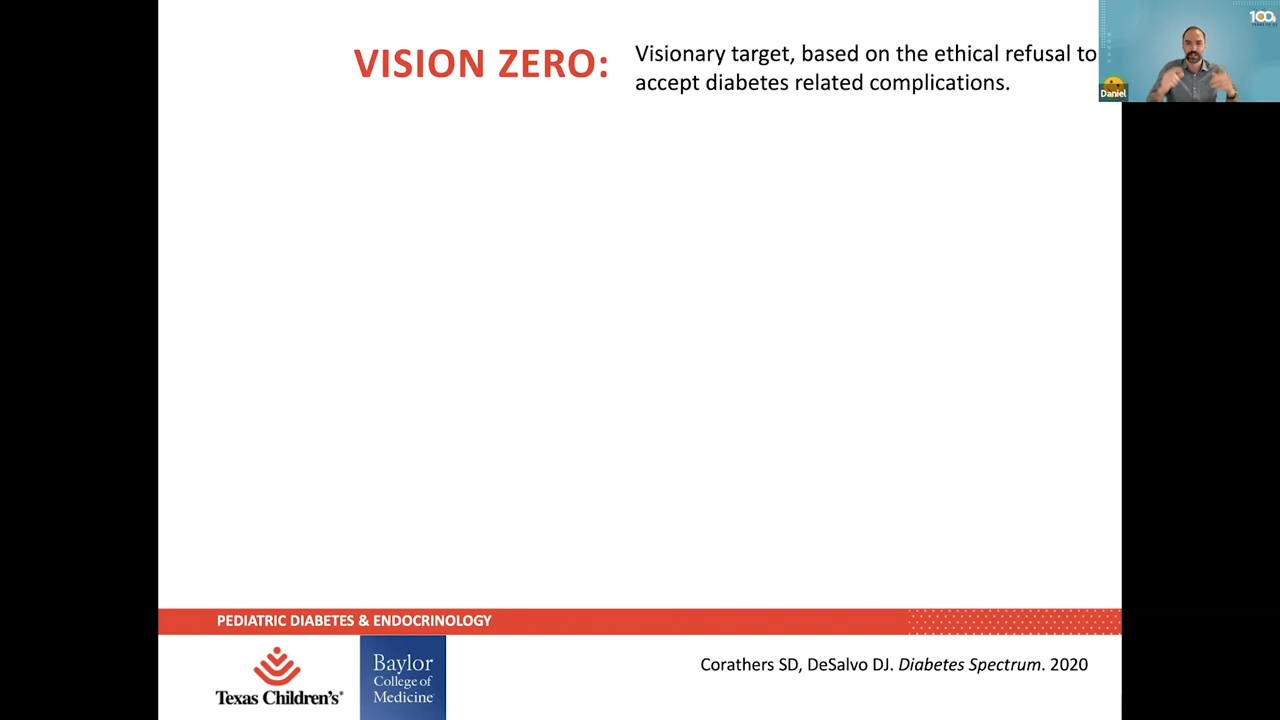 VISION ZERO:
Visionary target, based on the ethical refusal to
accept diabetes related complications.
100
Daniel
PEDIATRIC DIABETES & ENDOCRINOLOGY
Texas Children's®
Baylor
College of
Medicine
Corathers SD, DeSalvo DJ. Diabetes Spectrum. 2020